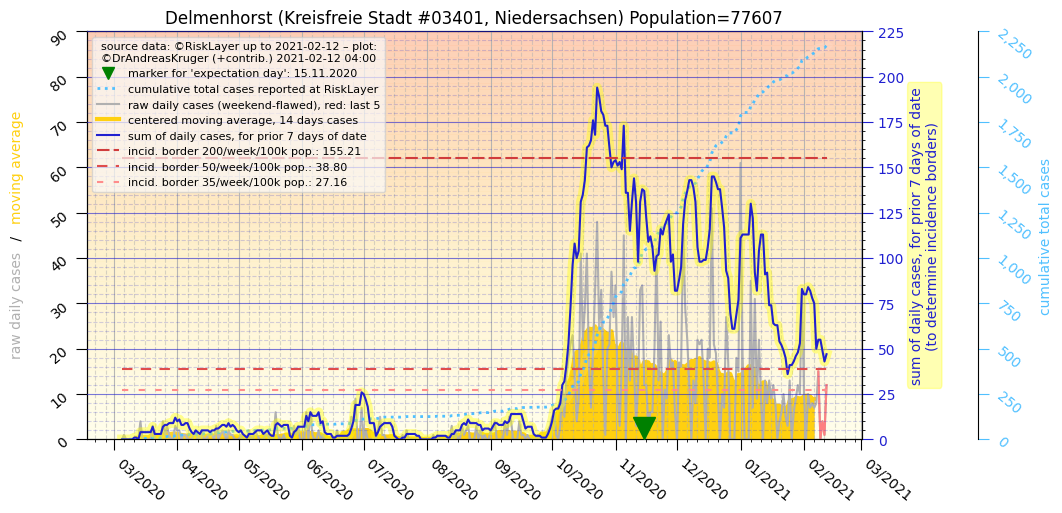 Delmenhorst (Kreisfreie Stadt #03401, Niedersachsen) Population=77607
source data: ©RiskLayer up to 2021-02-12 – plot:
©DrAndreasKruger (+contrib.) 2021-02-12 04:00
marker for 'expectation day': 15.11.2020
cumulative total cases reported at RiskLayer
raw daily cases (weekend-flawed), red: last 5
centered moving average, 14 days cases
sum of daily cases, for prior 7 days of date
incid. border 200/week/100k pop.: 155.21
incid. border 50/week/100k pop.: 38.80
incid. border 35/week/100k pop.: 27.16
raw daily cases / moving average
90
80
70
60
50
40
30
20
10
0
03/2020
04/2020
05/2020
06/2020
07/2020
08/2020
09/2020
10/2020
11/2020
12/2020
01/2021
02/2021
03/2021
225
200
175
150
125
100
75
50
25
0
sum of daily cases, for prior 7 days of date
(to determine incidence borders)
2,250
2,000
1,750
1,500
1,250
1,000
750
500
250
0
cumulative total cases